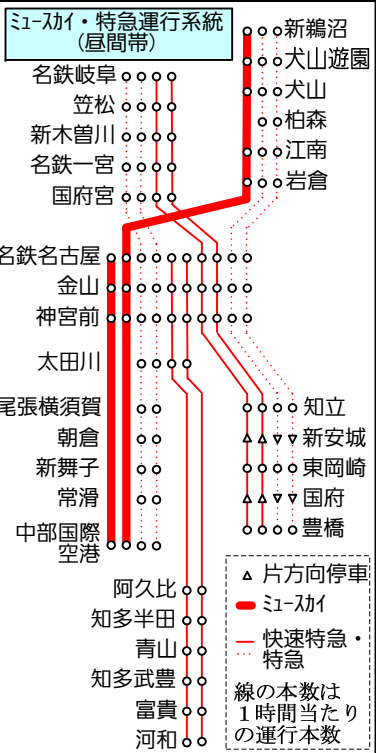 ﾐｭｰｽｶｲ・特急運行系統
(昼間帯)
新鵜沼
犬山遊園
犬山
柏森
江南
岩倉
名鉄岐阜
笠松
新木曽川
名鉄一宮
国府宮
名鉄名古屋
金山
神宮前
太田川
尾張横須賀
朝倉
新舞子
常滑
中部国際
空港
知立
新安城
東岡崎
国府
豊橋
阿久比
知多半田
青山
知多武豊
富貴
河和
片方向停車
ﾐｭｰｽｶｲ
快速特急・
特急
線の本数は
１時間当たり
の運行本数